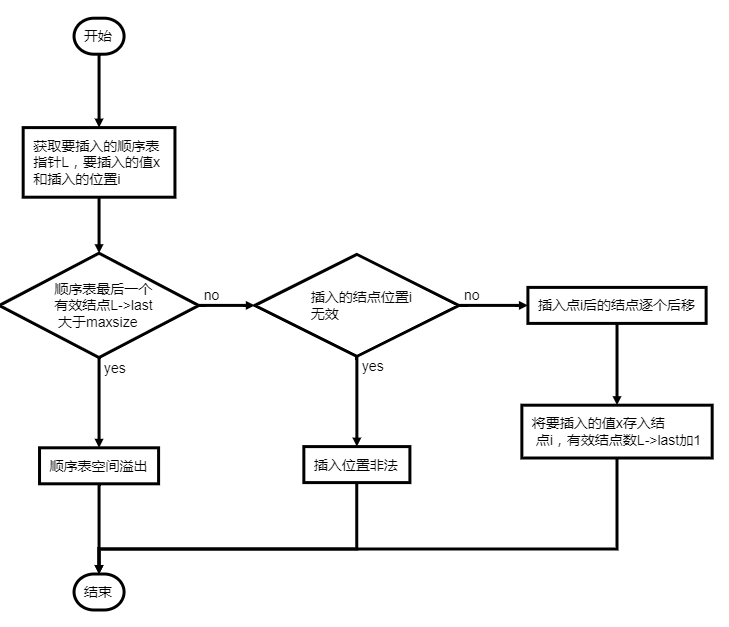 开始
获取要插入的顺序表
指针L，要插入的值x
和插入的位置i
顺序表最后一个
有效结点L->last
大于maxsize
no
插入的结点位置i
无效
no
插入点i后的结点逐个后移
yes
yes
将要插入的值x存入结
点i，有效结点数L->last加1
顺序表空间溢出
插入位置非法
结束